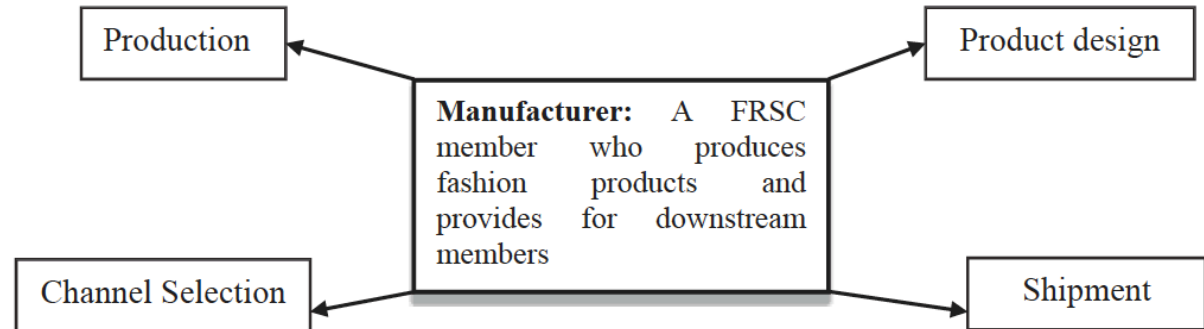 Production
Product design
Manufacturer: A FRSC
member who produces
fashion products and
provides for downstream
members
Channel Selection
Shipment